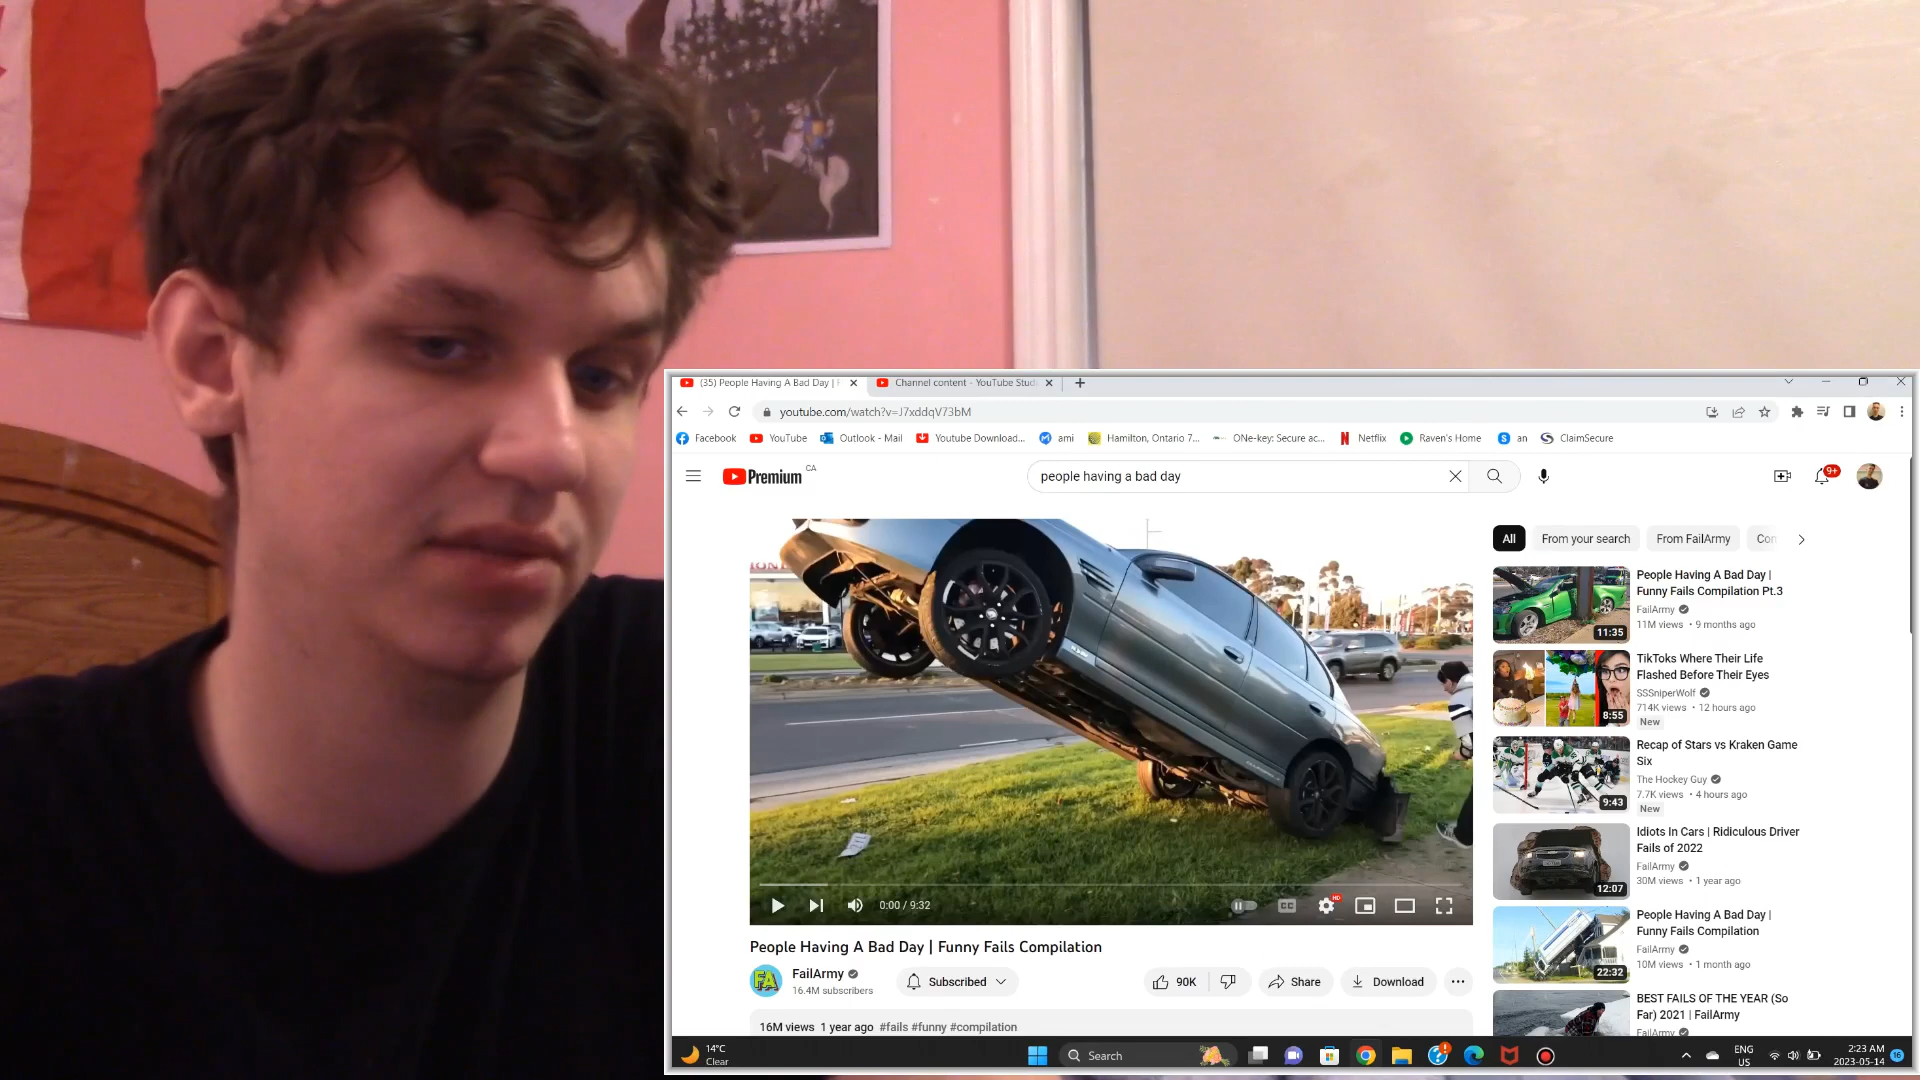 (35) People Having A Bad Day |
Channel content - YouTube Stud
youtube.com/watch?v=J7xddqV73bM
Facebook
YouTube
Outlook - Mail
Youtube Download...
ami
Hamilton, Ontario 7...
ONe-key: Secure ac...
Netflix
Raven's Home
an
ClaimSecure
Premium CA
people having a bad day
9+
All
From your search
From FailArmy
Con
People Having A Bad Day |
Funny Fails Compilation Pt.3
FailArmy
11M views • 9 months ago
11:35
TikToks Where Their Life
Flashed Before Their Eyes
SSSniperWolf
714K views • 12 hours ago
New
8:55
Recap of Stars vs Kraken Game
Six
The Hockey Guy
7.7K views • 4 hours ago
New
9:43
Idiots In Cars | Ridiculous Driver
Fails of 2022
FailArmy
30M views • 1 year ago
12:07
People Having A Bad Day |
Funny Fails Compilation
FailArmy
10M views • 1 month ago
22:32
BEST FAILS OF THE YEAR (So
Far) 2021 | FailArmy
FailArmy
0:00 / 9:32
CC
HD
People Having A Bad Day | Funny Fails Compilation
FA
FailArmy
16.4M subscribers
Subscribed
90K
Share
Download
16M views 1 year ago #fails #funny #compilation
14°C
Clear
Search
ENG
US
2:23 AM
2023-05-14
16